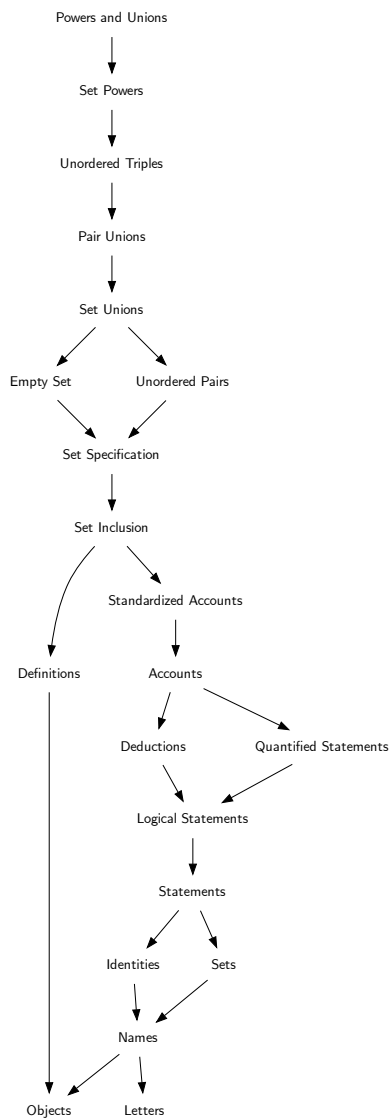 Powers and Unions
Set Powers
Unordered Triples
Pair Unions
Set Unions
Empty Set
Unordered Pairs
Set Specification
Set Inclusion
Standardized Accounts
Definitions
Accounts
Deductions
Quantified Statements
Logical Statements
Statements
Identities
Sets
Names
Objects
Letters